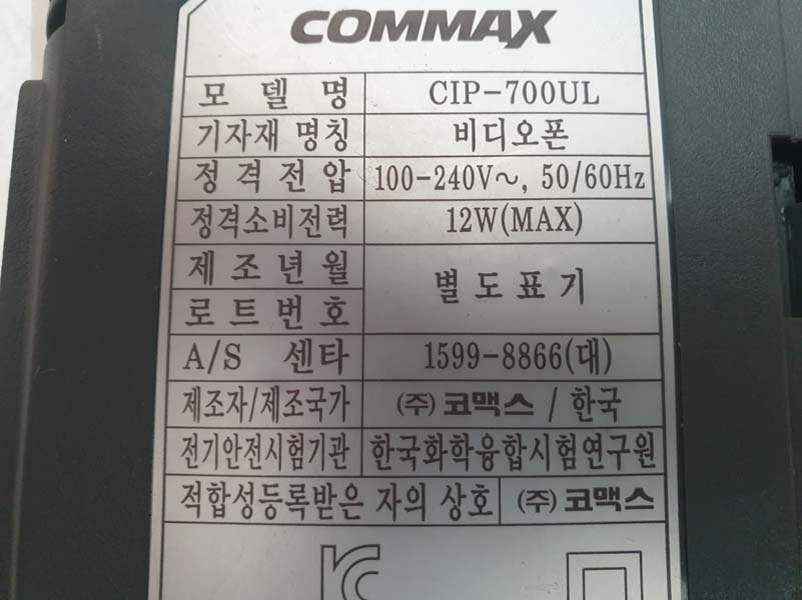 COMMAX
모 델 명 CIP-700UL
기자재 명칭 비디오폰
정 격 전 압 100-240V~, 50/60Hz
정격소비전력 12W(MAX)
제 조 년 월
별 도 표 기
로 트 번 호
A/S 센타 1599-8866(대)
제조자/제조국가 (주) 코맥스 / 한국
전기안전시험기관 한국화학융합시험연구원
적합성등록받은 자의 상호 (주) 코맥스